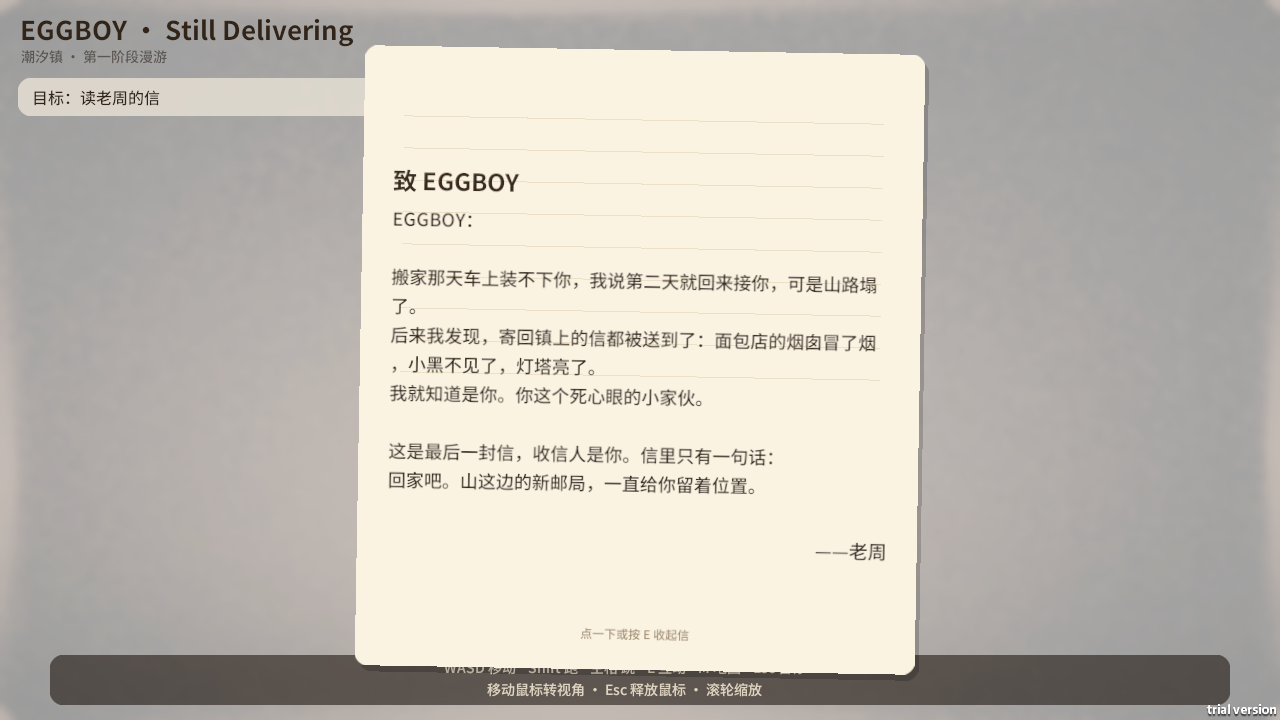 EGGBOY · Still Delivering
潮汐镇 · 第一阶段漫游
目标：读老周的信
致 EGGBOY
EGGBOY：
搬家那天车上装不下你，我说第二天就回来接你，可是山路塌
了。
后来我发现，寄回镇上的信都被送到了：面包店的烟囱冒了烟
，小黑不见了，灯塔亮了。
我就知道是你。你这个死心眼的小家伙。
这是最后一封信，收信人是你。信里只有一句话：
回家吧。山这边的新邮局，一直给你留着位置。
——老周
点一下或按 E 收起信
移动鼠标转视角 · Esc 释放鼠标 · 滚轮缩放
trial version